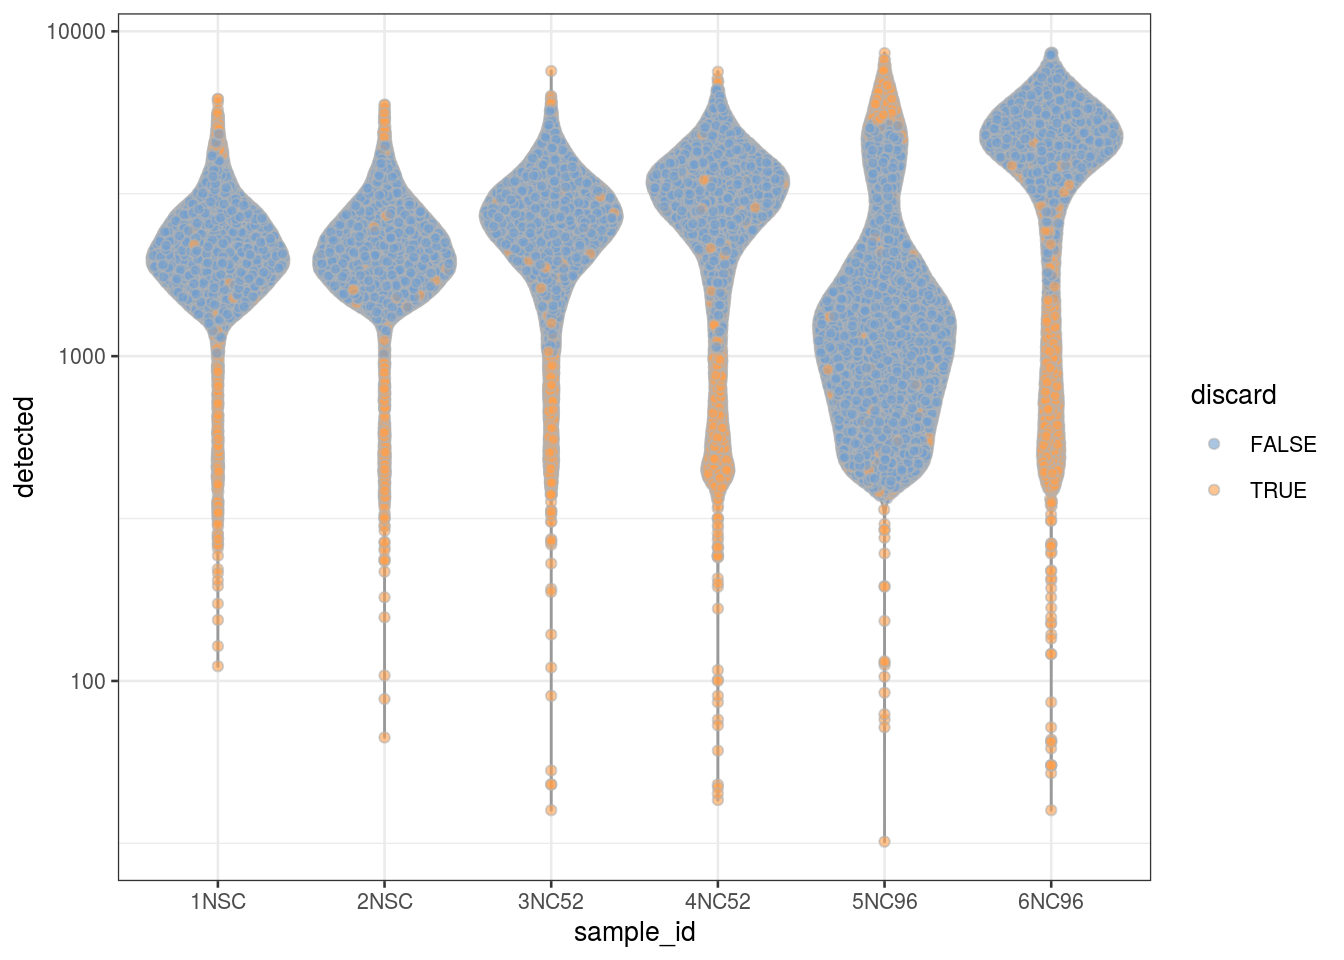 10000
1000
100
detected
1NSC
2NSC
3NC52
4NC52
5NC96
6NC96
sample_id
discard
FALSE
TRUE